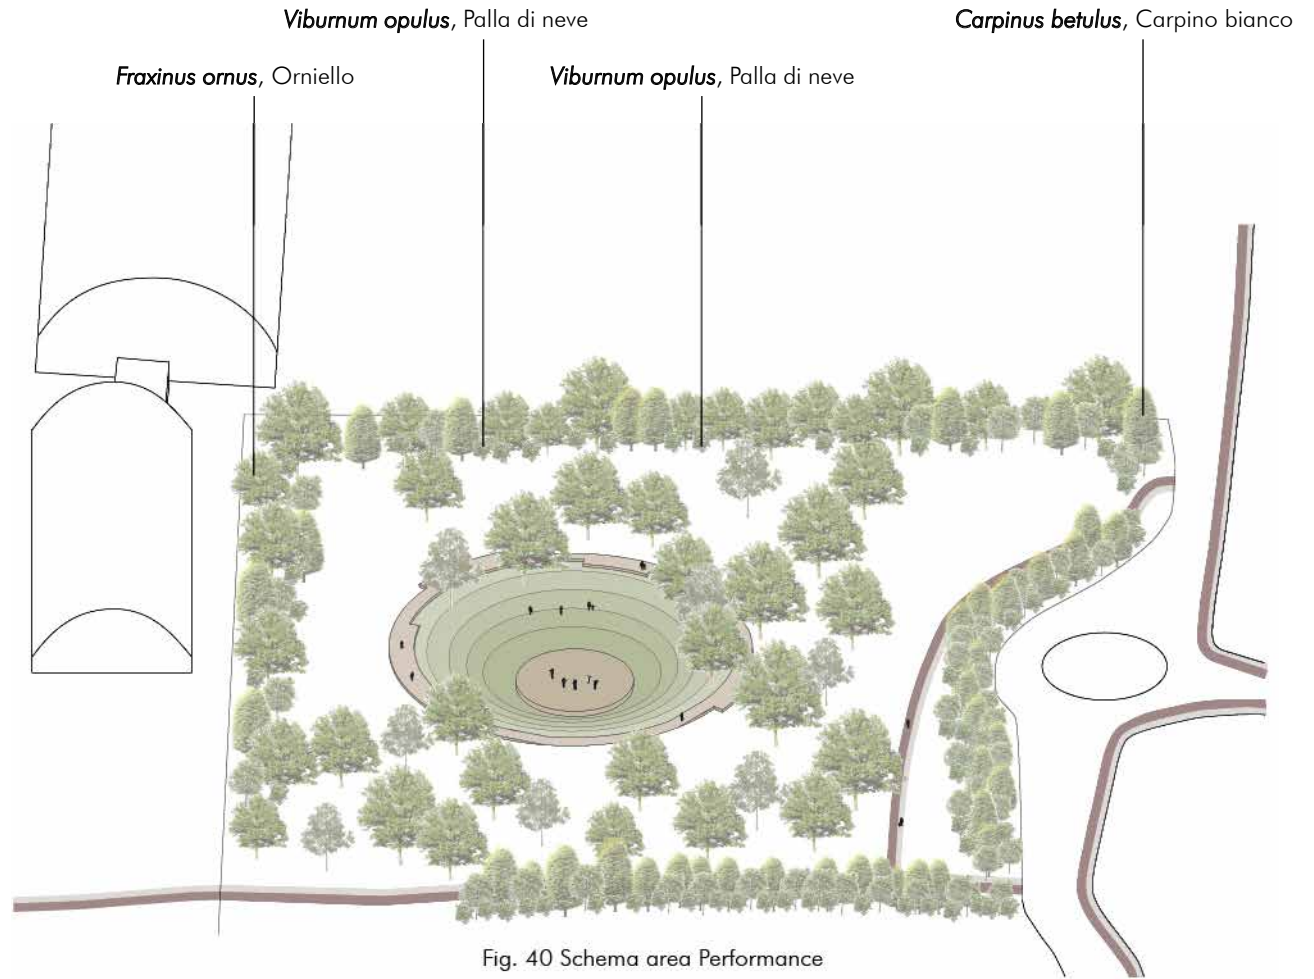 Viburnum opulus, Palla di neve
Carpinus betulus, Carpino bianco
Fraxinus ornus, Orniello
Viburnum opulus, Palla di neve
Fig. 40 Schema area Performance